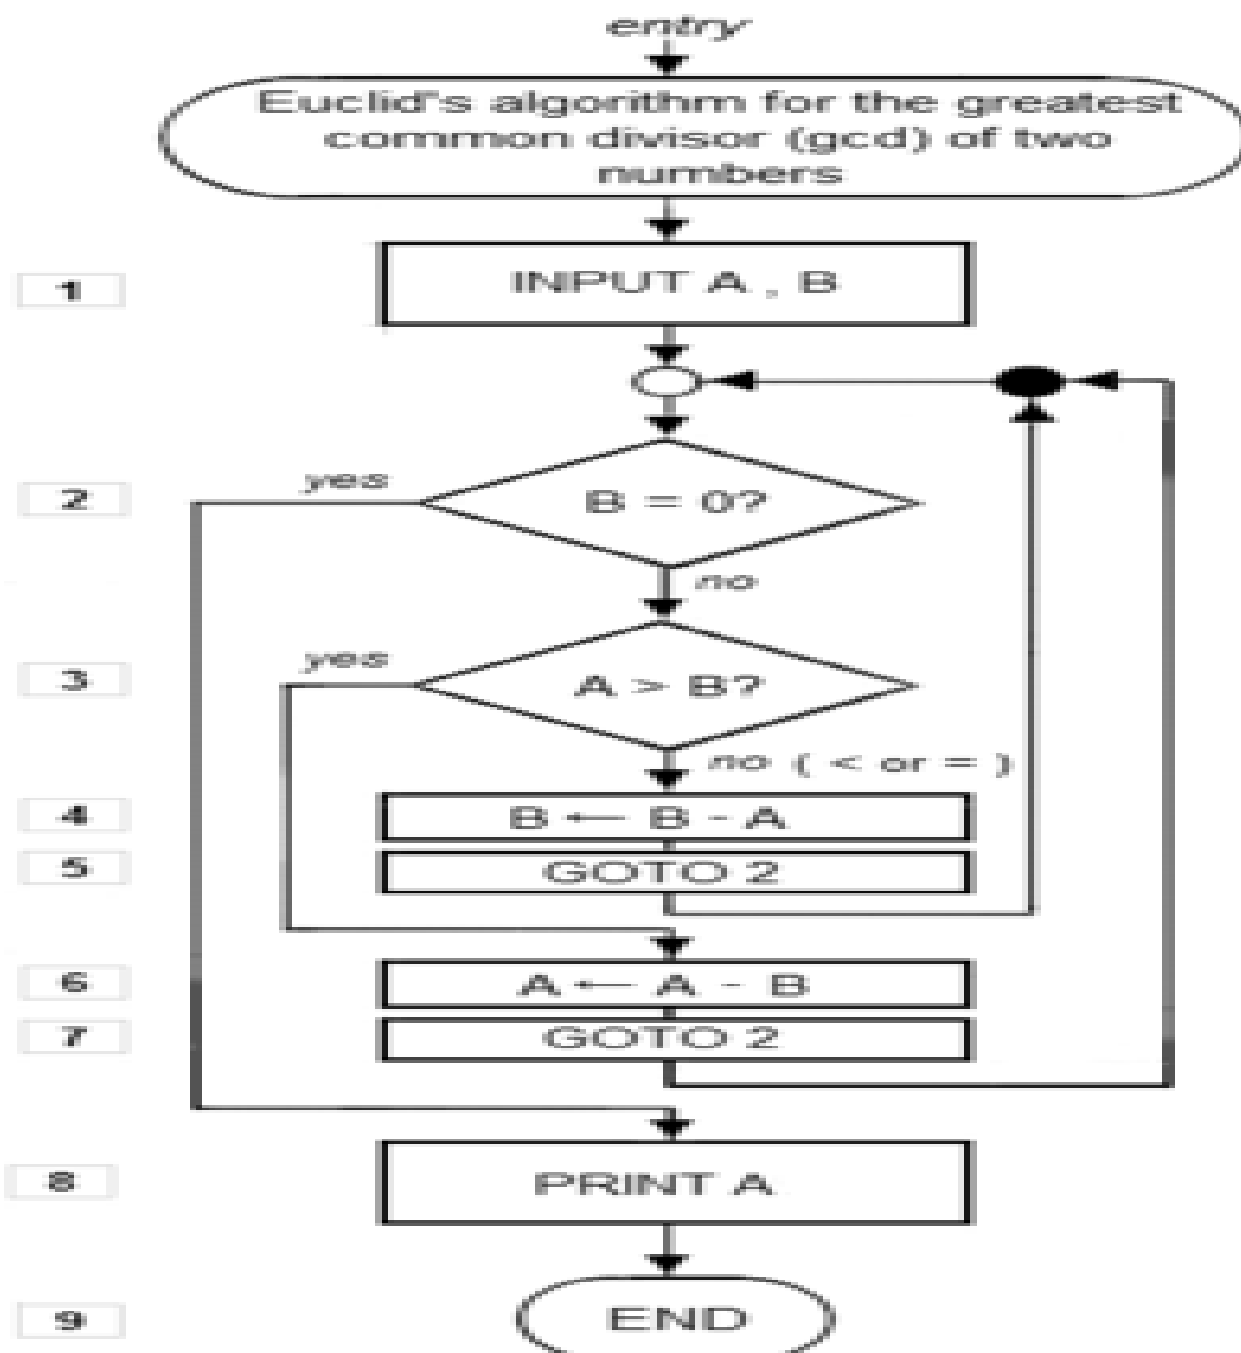 entry
Euclid's algorithm for the greatest
common divisor (gcd) of two
numbers
1
INPUT A , B
2
yes
B = 0?
no
3
yes
A > B?
no ( < or = )
4
B ← B - A
5
GOTO 2
6
A ← A - B
7
GOTO 2
8
PRINT A
9
END